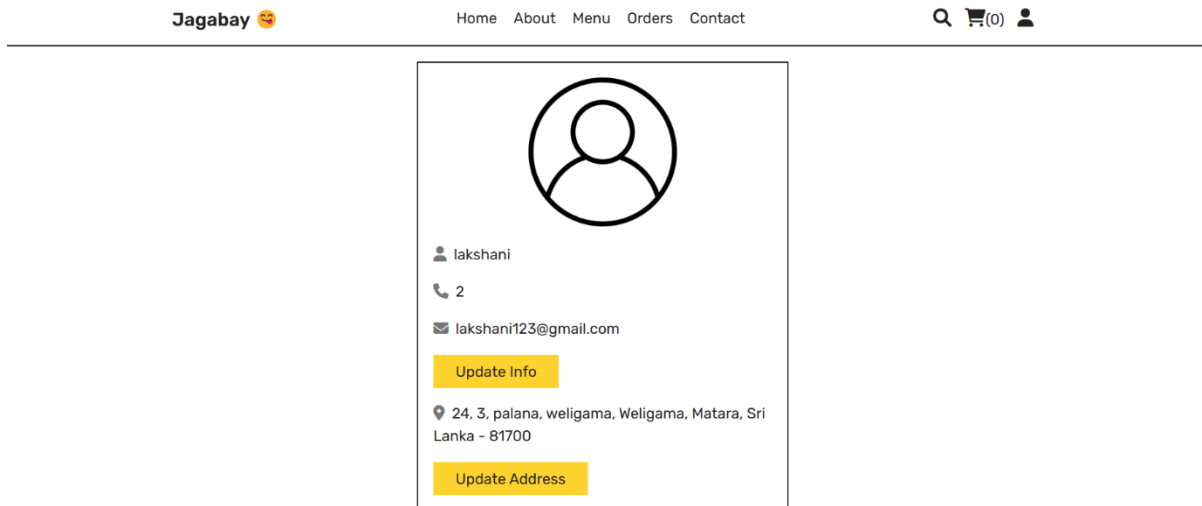 Jagabay 😋 Home About Menu Orders Contact (0)
lakshani
2
lakshani123@gmail.com
Update Info
24, 3, palana, weligama, Weligama, Matara, Sri
Lanka - 81700
Update Address